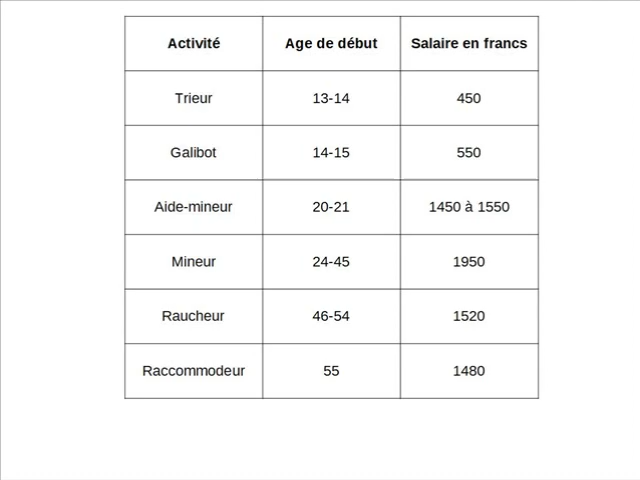 Activité Age de début Salaire en francs
Trieur 13-14 450
Galibot 14-15 550
Aide-mineur 20-21 1450 à 1550
Mineur 24-45 1950
Raucheur 46-54 1520
Raccommodeur 55 1480